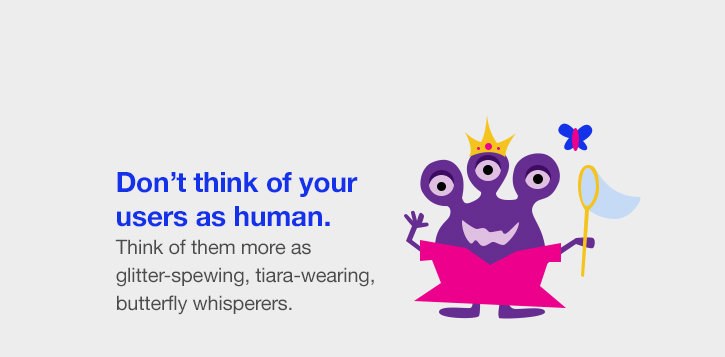 Don’t think of your
users as human.
Think of them more as
glitter-spewing, tiara-wearing,
butterfly whisperers.